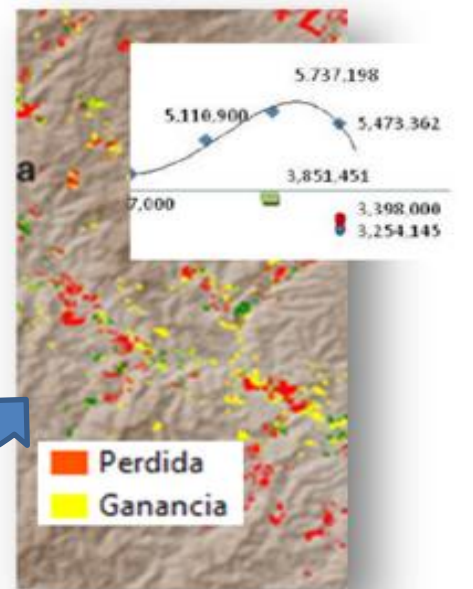 5.737,198
5.110,900
5,473,362
a
3,851,451
7,000
3,398,000
3,254,145
Perdida
Ganancia